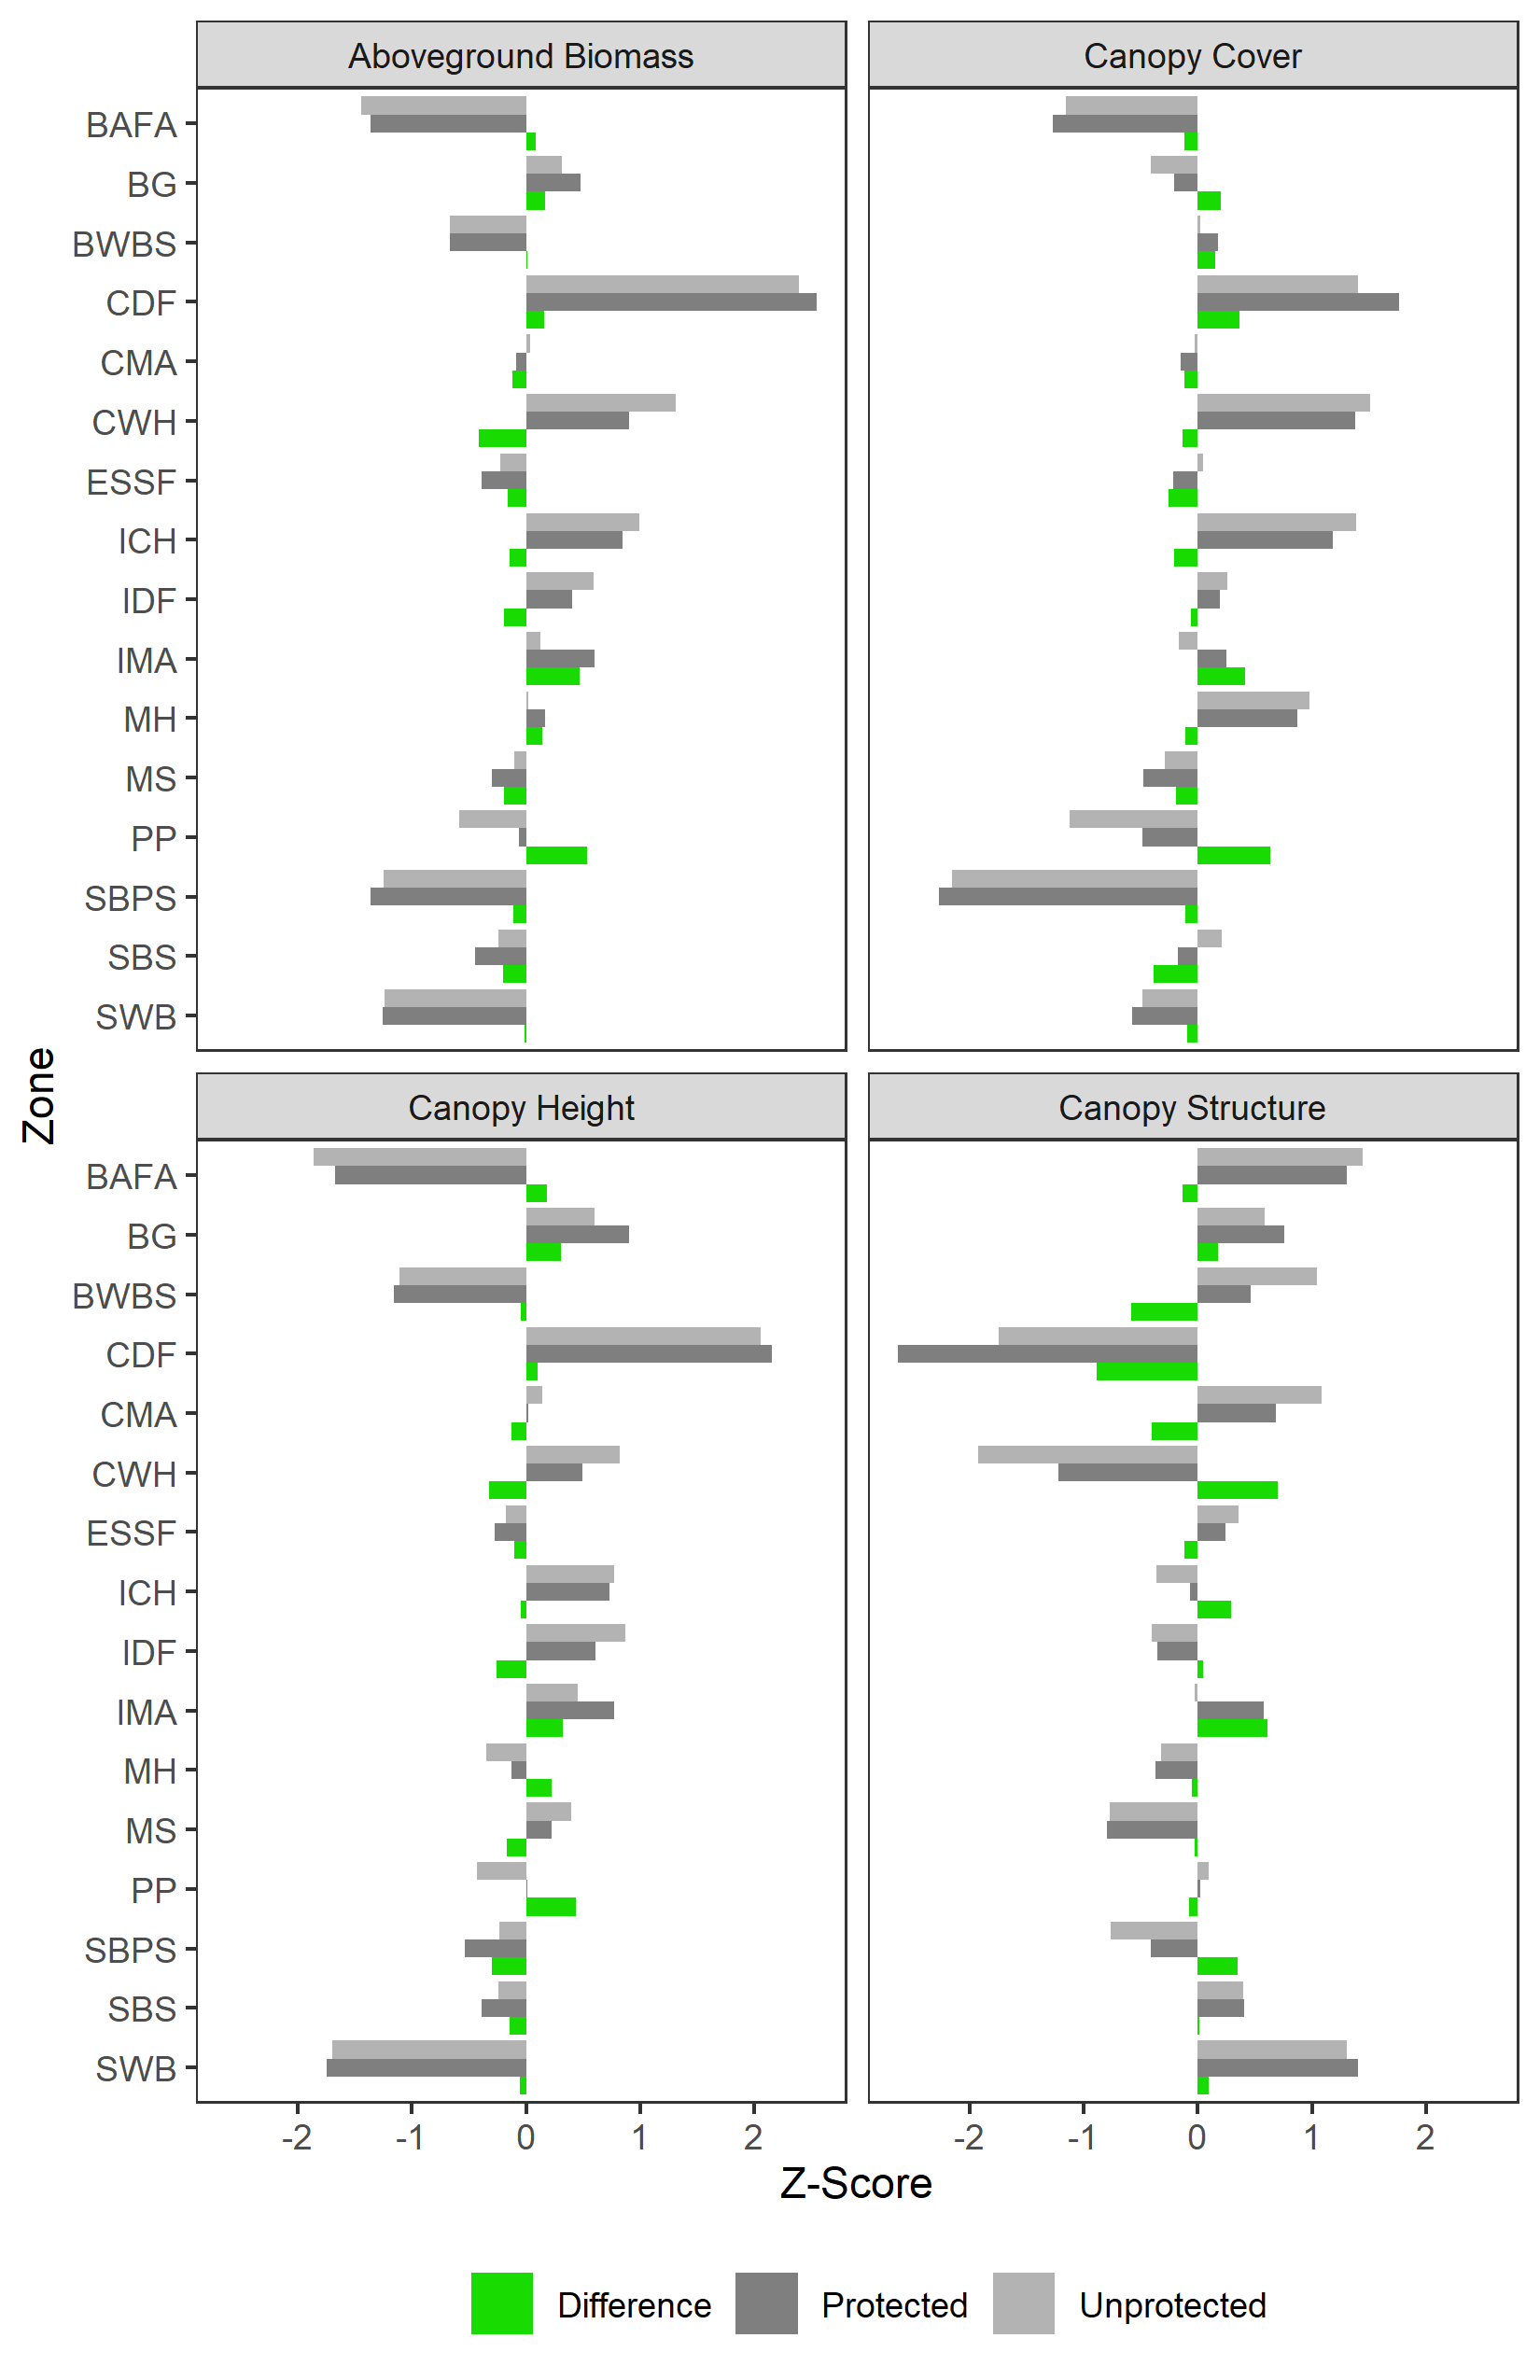 Aboveground Biomass
Canopy Cover
BAFA
BG
BWBS
CDF
CMA
CWH
ESSF
ICH
IDF
IMA
MH
MS
PP
SBPS
SBS
SWB
Zone
Canopy Height
Canopy Structure
BAFA
BG
BWBS
CDF
CMA
CWH
ESSF
ICH
IDF
IMA
MH
MS
PP
SBPS
SBS
SWB
-2 -1 0 1 2
-2 -1 0 1 2
Z-Score
Difference Protected Unprotected